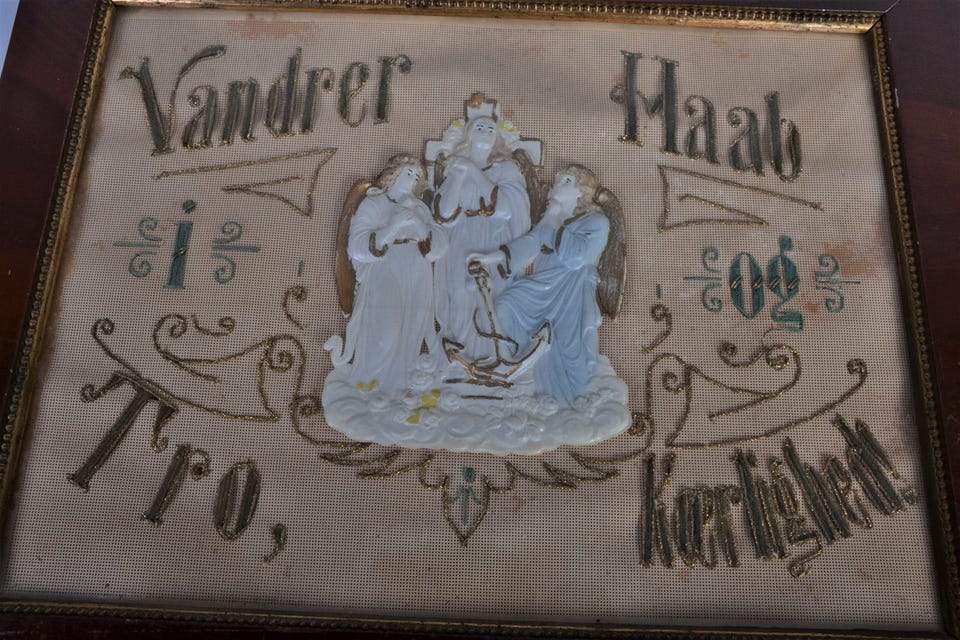 Vandrer
i
Tro,
Haab
og
Kærlighed!